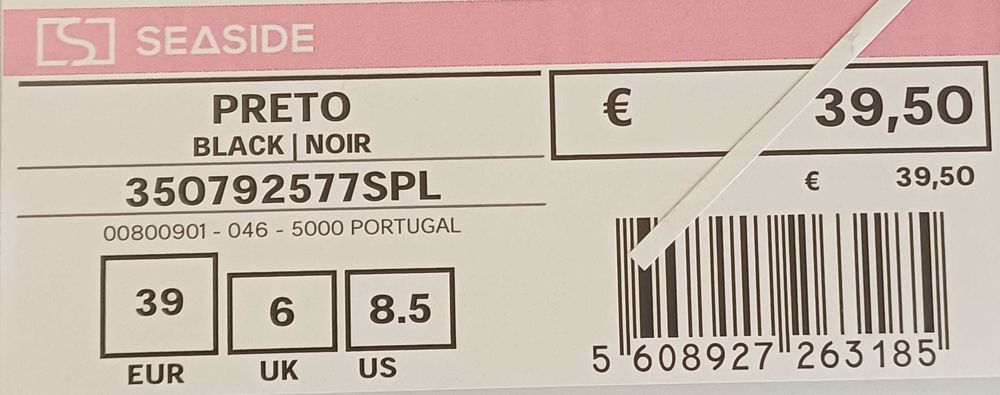 SEASIDE
PRETO
BLACK | NOIR
350792577SPL
00800901 - 046 - 5000 PORTUGAL
39
EUR
6
UK
8.5
US
€ 39,50
€ 39,50
5 608927 263185